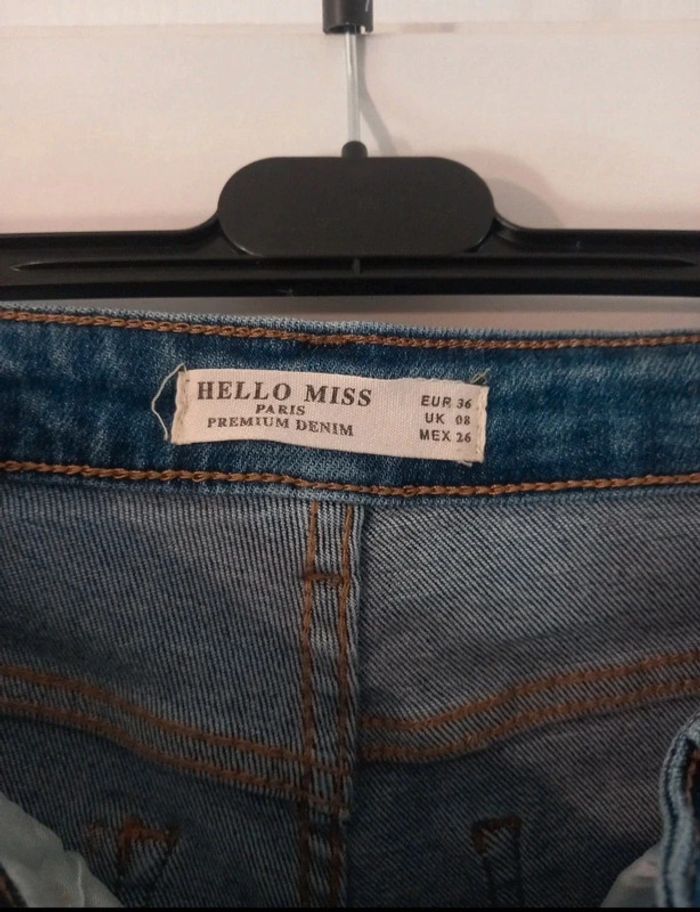 HELLO MISS
PARIS
PREMIUM DENIM
EUR 36
UK 08
MEX 26